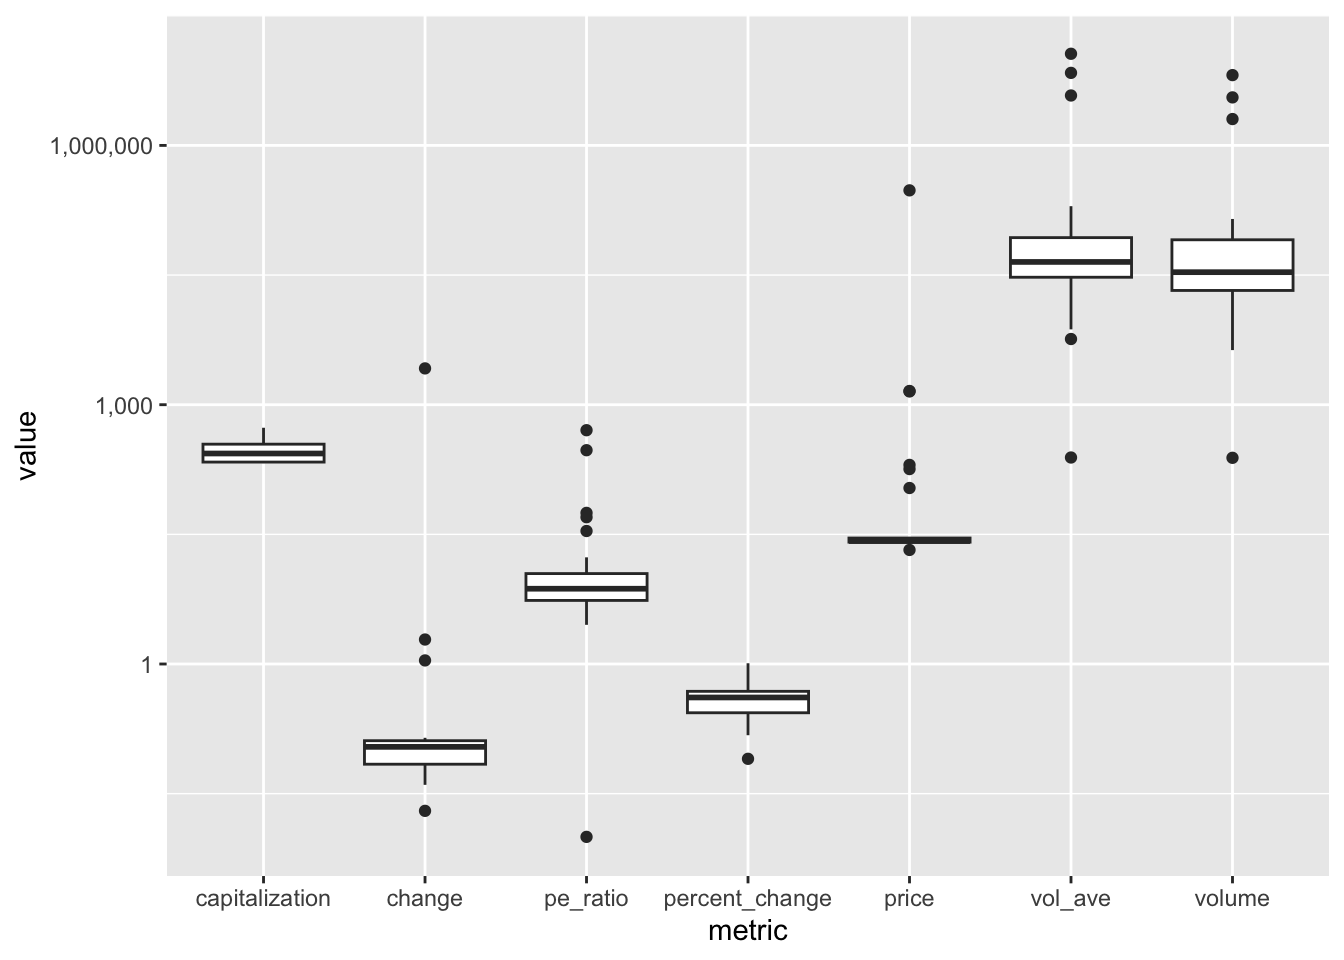 1,000,000
1,000
1
value
capitalization change pe_ratio percent_change price vol_ave volume
metric